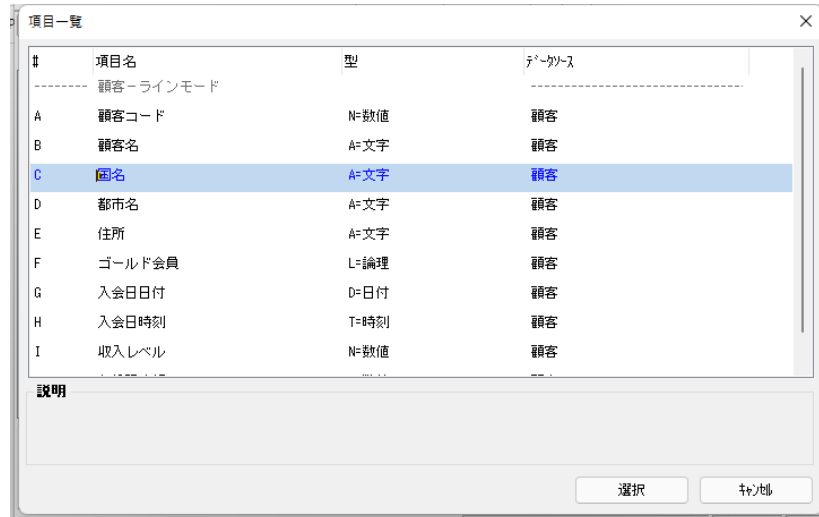 項目一覧
# 項目名 型 ﾃﾞｰﾀｿｰｽ
-------- 顧客－ラインモード ------------------------------
A 顧客コード N=数値 顧客
B 顧客名 A=文字 顧客
C 国名 A=文字 顧客
D 都市名 A=文字 顧客
E 住所 A=文字 顧客
F ゴールド会員 L=論理 顧客
G 入会日日付 D=日付 顧客
H 入会日時刻 T=時刻 顧客
I 収入レベル N=数値 顧客
説明
選択 ｷｬﾝｾﾙ